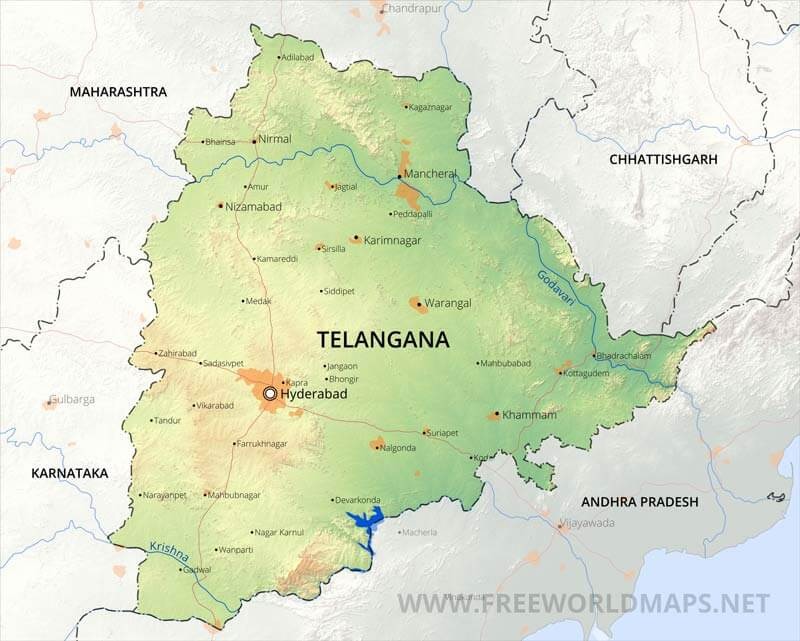 Chandrapur
Adilabad
MAHARASHTRA
Kagaznagar
Bhainsa
Nirmal
CHHATTISHGARH
Mancheral
Amur
Jagtial
Nizamabad
Peddapalli
Karimnagar
Sirsilla
Kamareddi
Godavari
Siddipet
Medak
Warangal
TELANGANA
Zahirabad
Bhadrachalam
Sadasivpet
Jangaon
Mahbubabad
Kottagudem
Kapra
Bhongir
Hyderabad
Gulbarga
Vikarabad
Khammam
Tandur
Suriapet
Farrukhnagar
Nalgonda
Kod
KARNATAKA
Narayanpet
Mahbubnagar
Devarkonda
ANDHRA PRADESH
Vijayawada
Nagar Karnul
Macherla
Krishna
Wanparti
Gadwal
WWW.FREEWORLDMAPS.NET